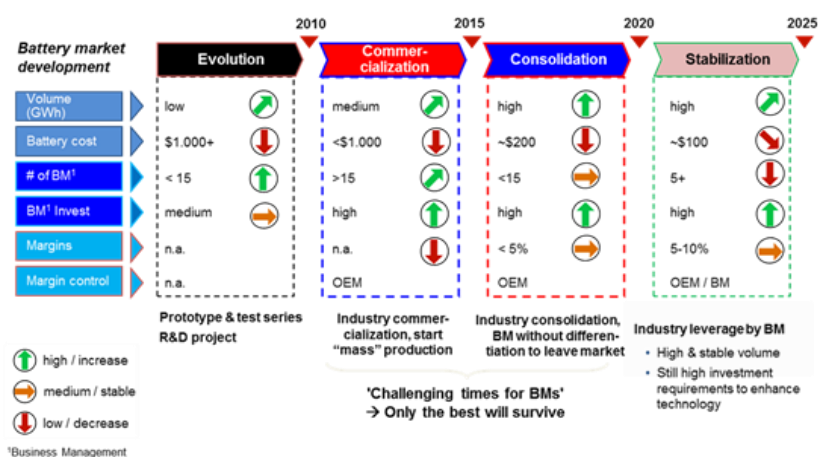 2010
2015
2020
2025
Battery market
development
Evolution
Commer-
cialization
Consolidation
Stabilization
Volume
(GWh)
low
medium
high
high
Battery cost
$1.000+
<$1.000
~$200
~$100
# of BM¹
< 15
>15
<15
5+
BM¹ Invest
medium
high
high
high
Margins
n.a.
n.a.
< 5%
5-10%
Margin control
n.a.
OEM
OEM
OEM / BM
Prototype & test series
R&D project
Industry commer-
cialization, start
“mass” production
Industry consolidation,
BM without differen-
tiation to leave market
Industry leverage by BM
• High & stable volume
• Still high investment
requirements to enhance
technology
high / increase
medium / stable
low / decrease
'Challenging times for BMs'
→ Only the best will survive
¹Business Management